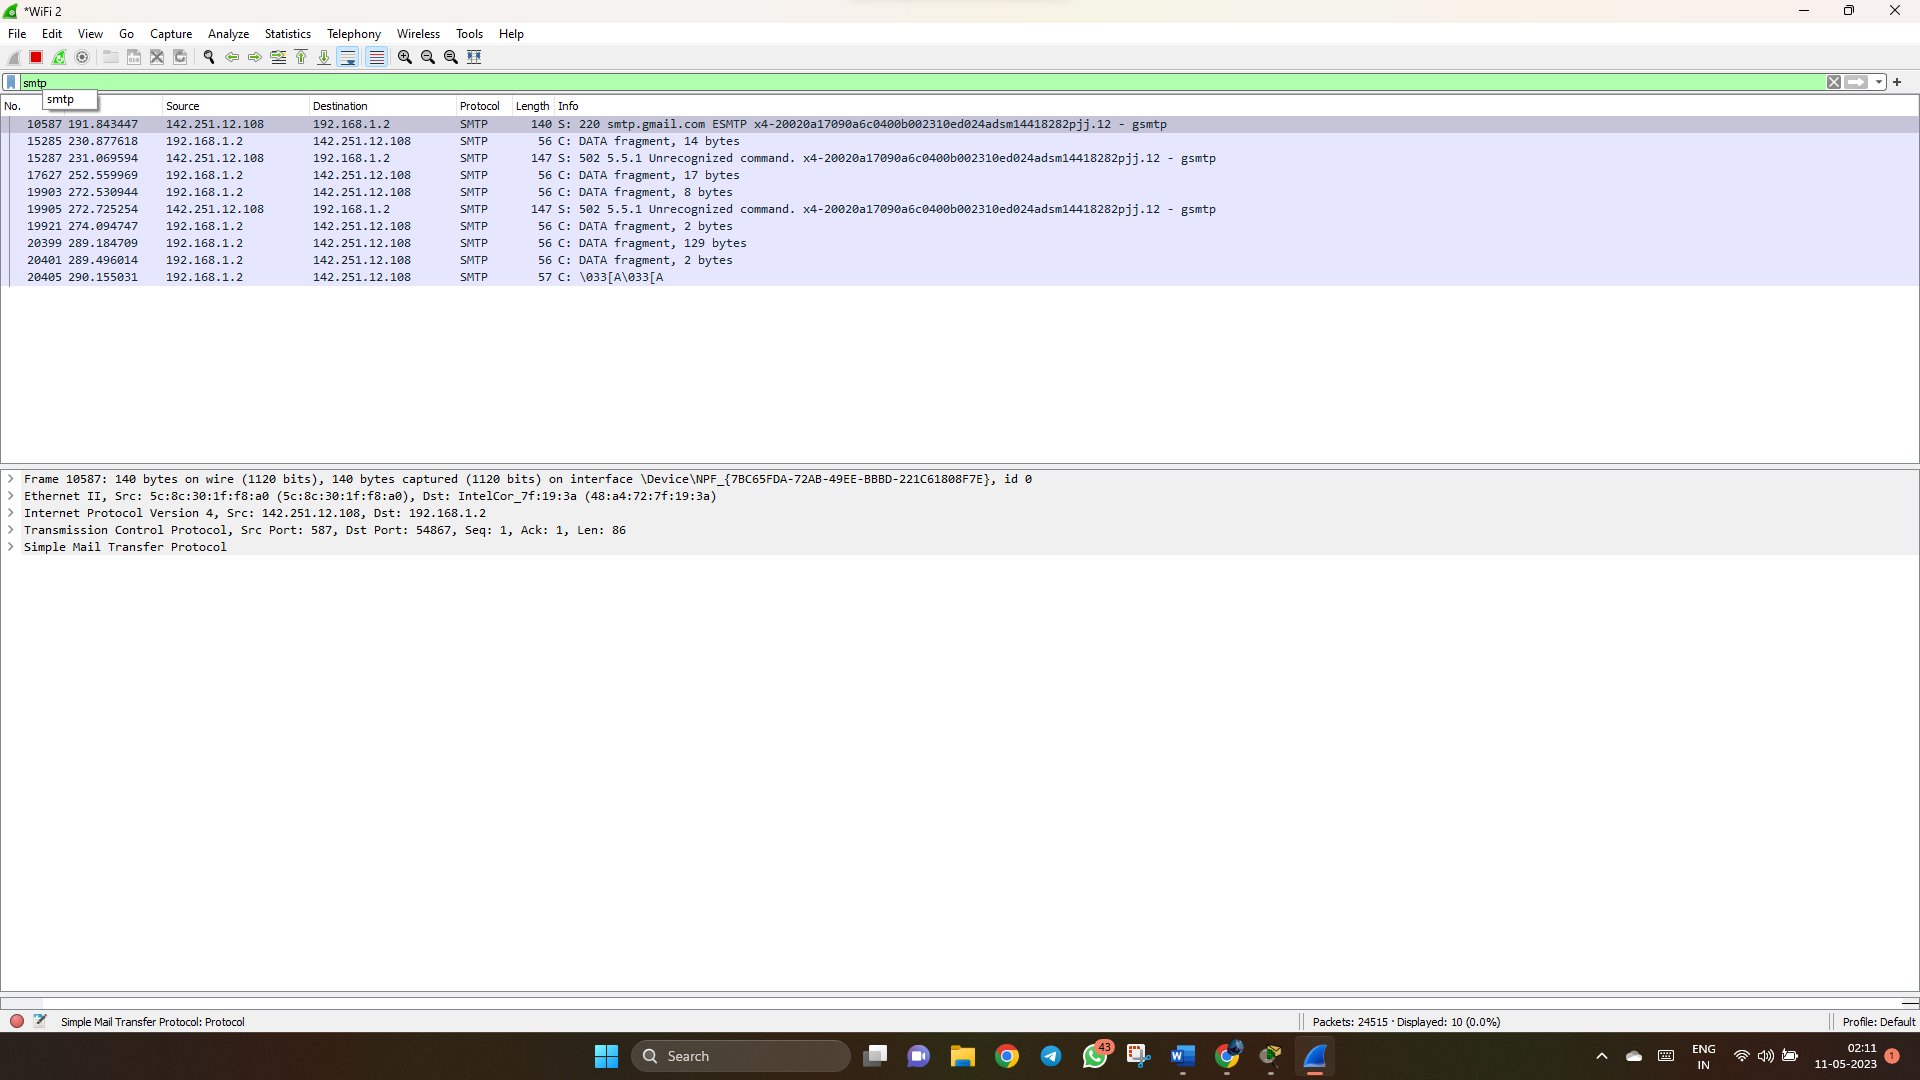 *WiFi 2
File Edit View Go Capture Analyze Statistics Telephony Wireless Tools Help
smtp
smtp
No. Source Destination Protocol Length Info
10587 191.843447 142.251.12.108 192.168.1.2 SMTP 140 S: 220 smtp.gmail.com ESMTP x4-20020a17090a6c0400b002310ed024adsm14418282pjj.12 - gsmtp
15285 230.877618 192.168.1.2 142.251.12.108 SMTP 56 C: DATA fragment, 14 bytes
15287 231.069594 142.251.12.108 192.168.1.2 SMTP 147 S: 502 5.5.1 Unrecognized command. x4-20020a17090a6c0400b002310ed024adsm14418282pjj.12 - gsmtp
17627 252.559969 192.168.1.2 142.251.12.108 SMTP 56 C: DATA fragment, 17 bytes
19903 272.530944 192.168.1.2 142.251.12.108 SMTP 56 C: DATA fragment, 8 bytes
19905 272.725254 142.251.12.108 192.168.1.2 SMTP 147 S: 502 5.5.1 Unrecognized command. x4-20020a17090a6c0400b002310ed024adsm14418282pjj.12 - gsmtp
19921 274.094747 192.168.1.2 142.251.12.108 SMTP 56 C: DATA fragment, 2 bytes
20399 289.184709 192.168.1.2 142.251.12.108 SMTP 56 C: DATA fragment, 129 bytes
20401 289.496014 192.168.1.2 142.251.12.108 SMTP 56 C: DATA fragment, 2 bytes
20405 290.155031 192.168.1.2 142.251.12.108 SMTP 57 C: \033[A\033[A
Frame 10587: 140 bytes on wire (1120 bits), 140 bytes captured (1120 bits) on interface \Device\NPF_{7BC65FDA-72AB-49EE-BBBD-221C61808F7E}, id 0
Ethernet II, Src: 5c:8c:30:1f:f8:a0 (5c:8c:30:1f:f8:a0), Dst: IntelCor_7f:19:3a (48:a4:72:7f:19:3a)
Internet Protocol Version 4, Src: 142.251.12.108, Dst: 192.168.1.2
Transmission Control Protocol, Src Port: 587, Dst Port: 54867, Seq: 1, Ack: 1, Len: 86
Simple Mail Transfer Protocol
Simple Mail Transfer Protocol: Protocol Packets: 24515 · Displayed: 10 (0.0%) Profile: Default
Search 43 ENG IN 02:11 11-05-2023 1